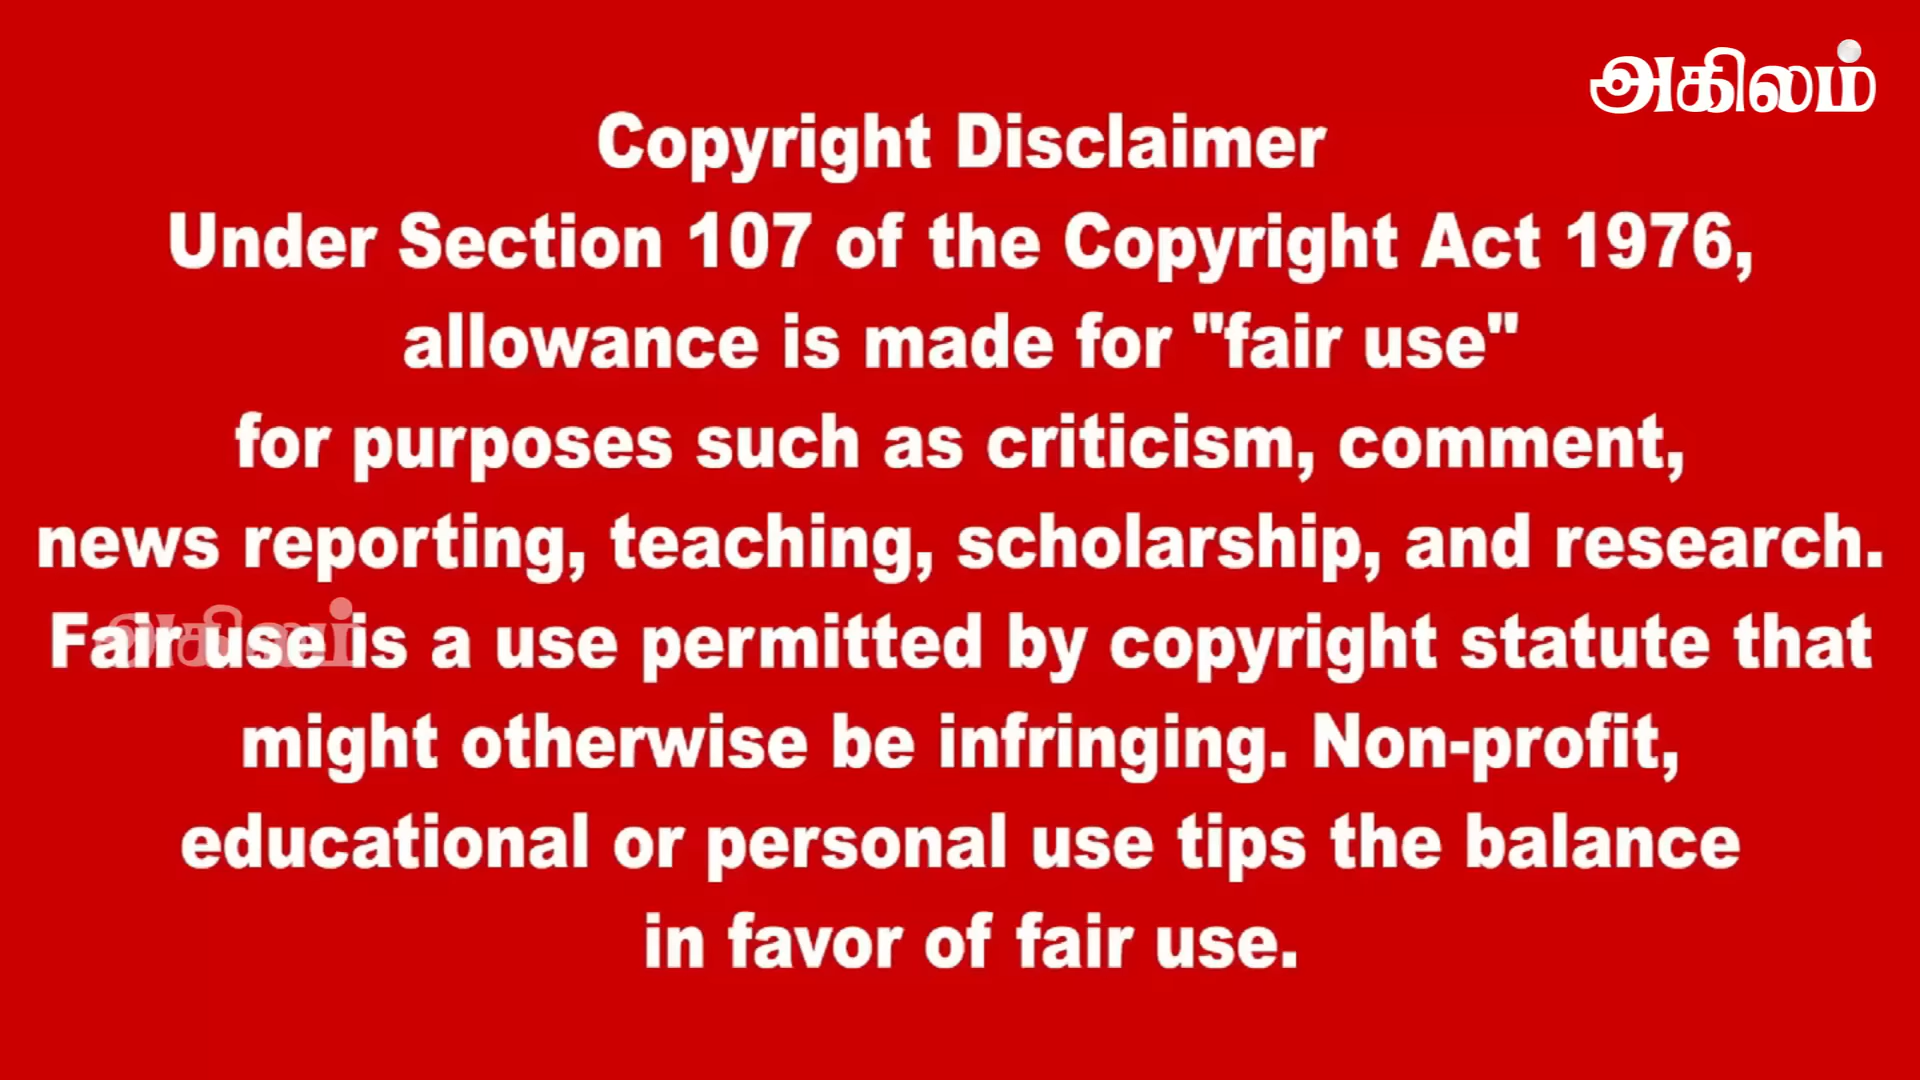 அகிலம்
Copyright Disclaimer
Under Section 107 of the Copyright Act 1976,
allowance is made for "fair use"
for purposes such as criticism, comment,
news reporting, teaching, scholarship, and research.
Fair use is a use permitted by copyright statute that
அகிலம்
might otherwise be infringing. Non-profit,
educational or personal use tips the balance
in favor of fair use.